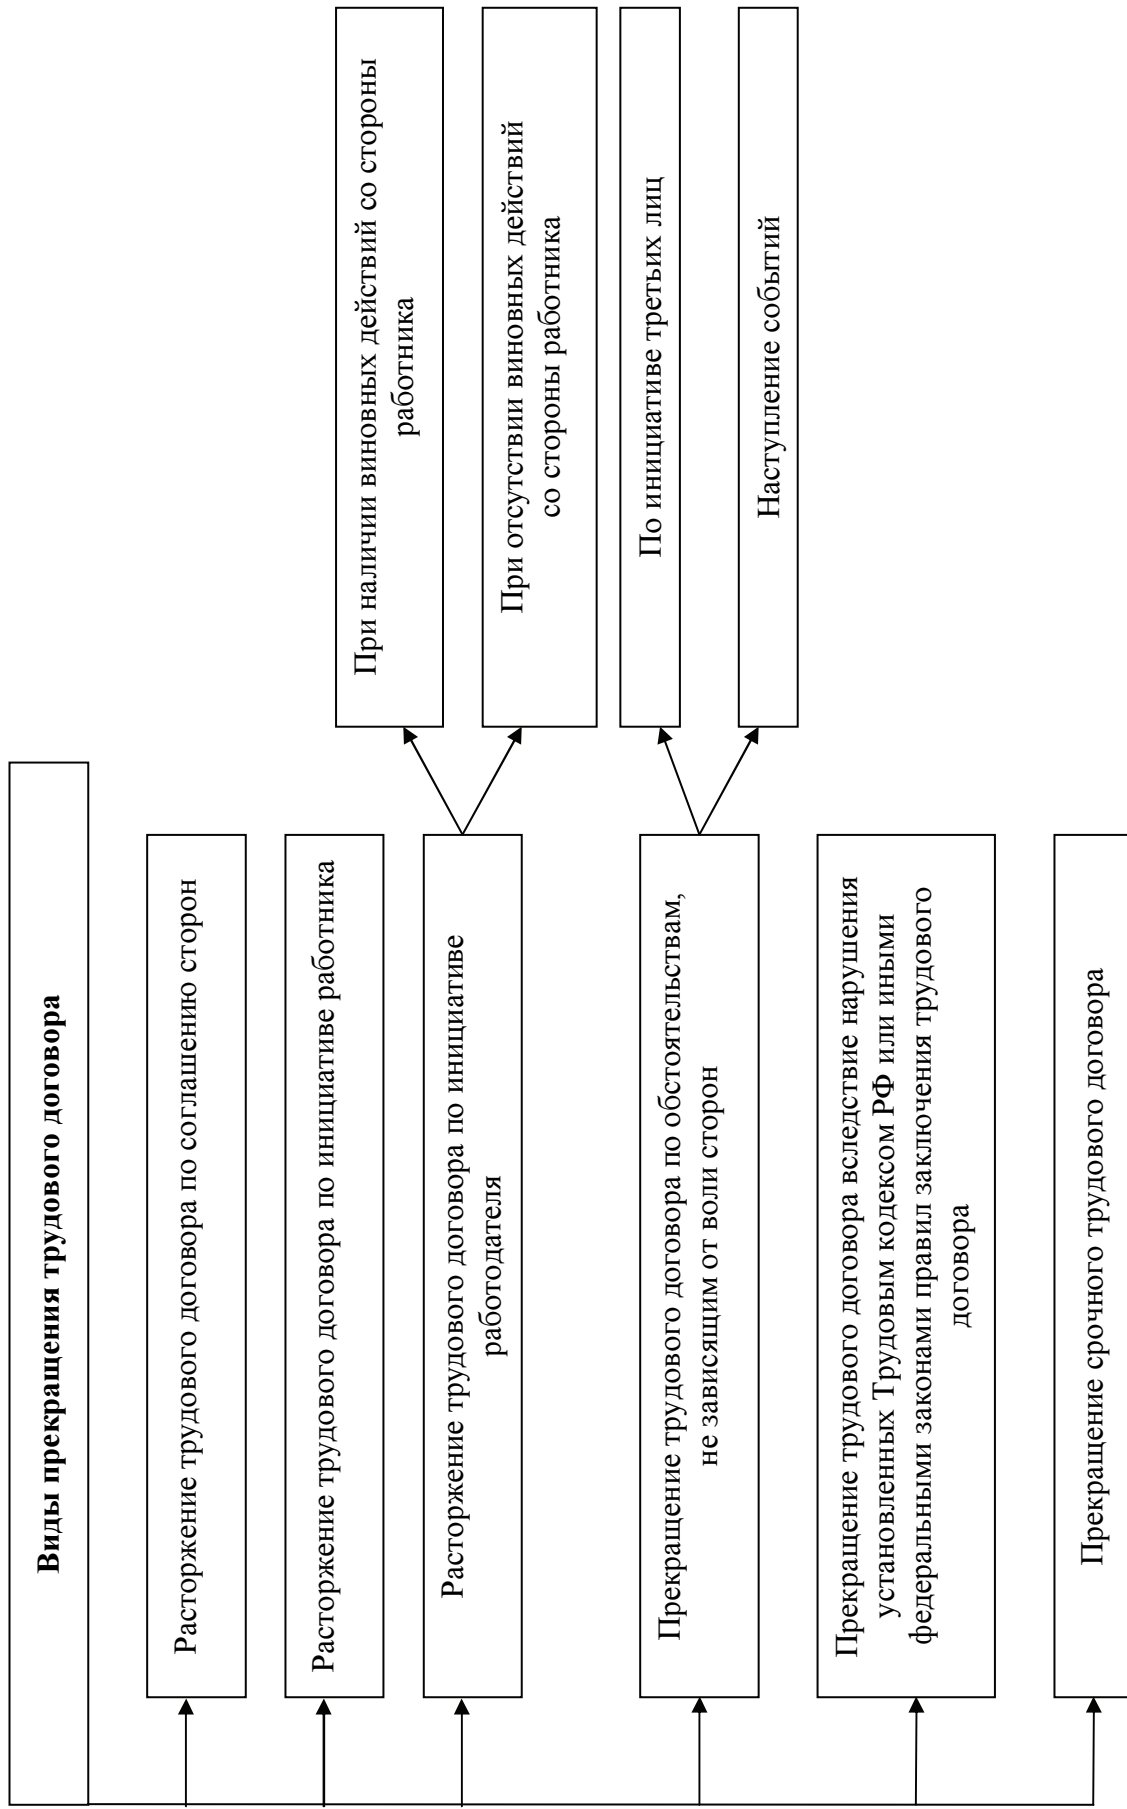 Виды прекращения трудового договора
Расторжение трудового договора по соглашению сторон
Расторжение трудового договора по инициативе работника
Расторжение трудового договора по инициативе
работодателя
При наличии виновных действий со стороны
работника
При отсутствии виновных действий
со стороны работника
Прекращение трудового договора по обстоятельствам,
не зависящим от воли сторон
По инициативе третьих лиц
Наступление событий
Прекращение трудового договора вследствие нарушения
установленных Трудовым кодексом РФ или иными
федеральными законами правил заключения трудового
договора
Прекращение срочного трудового договора